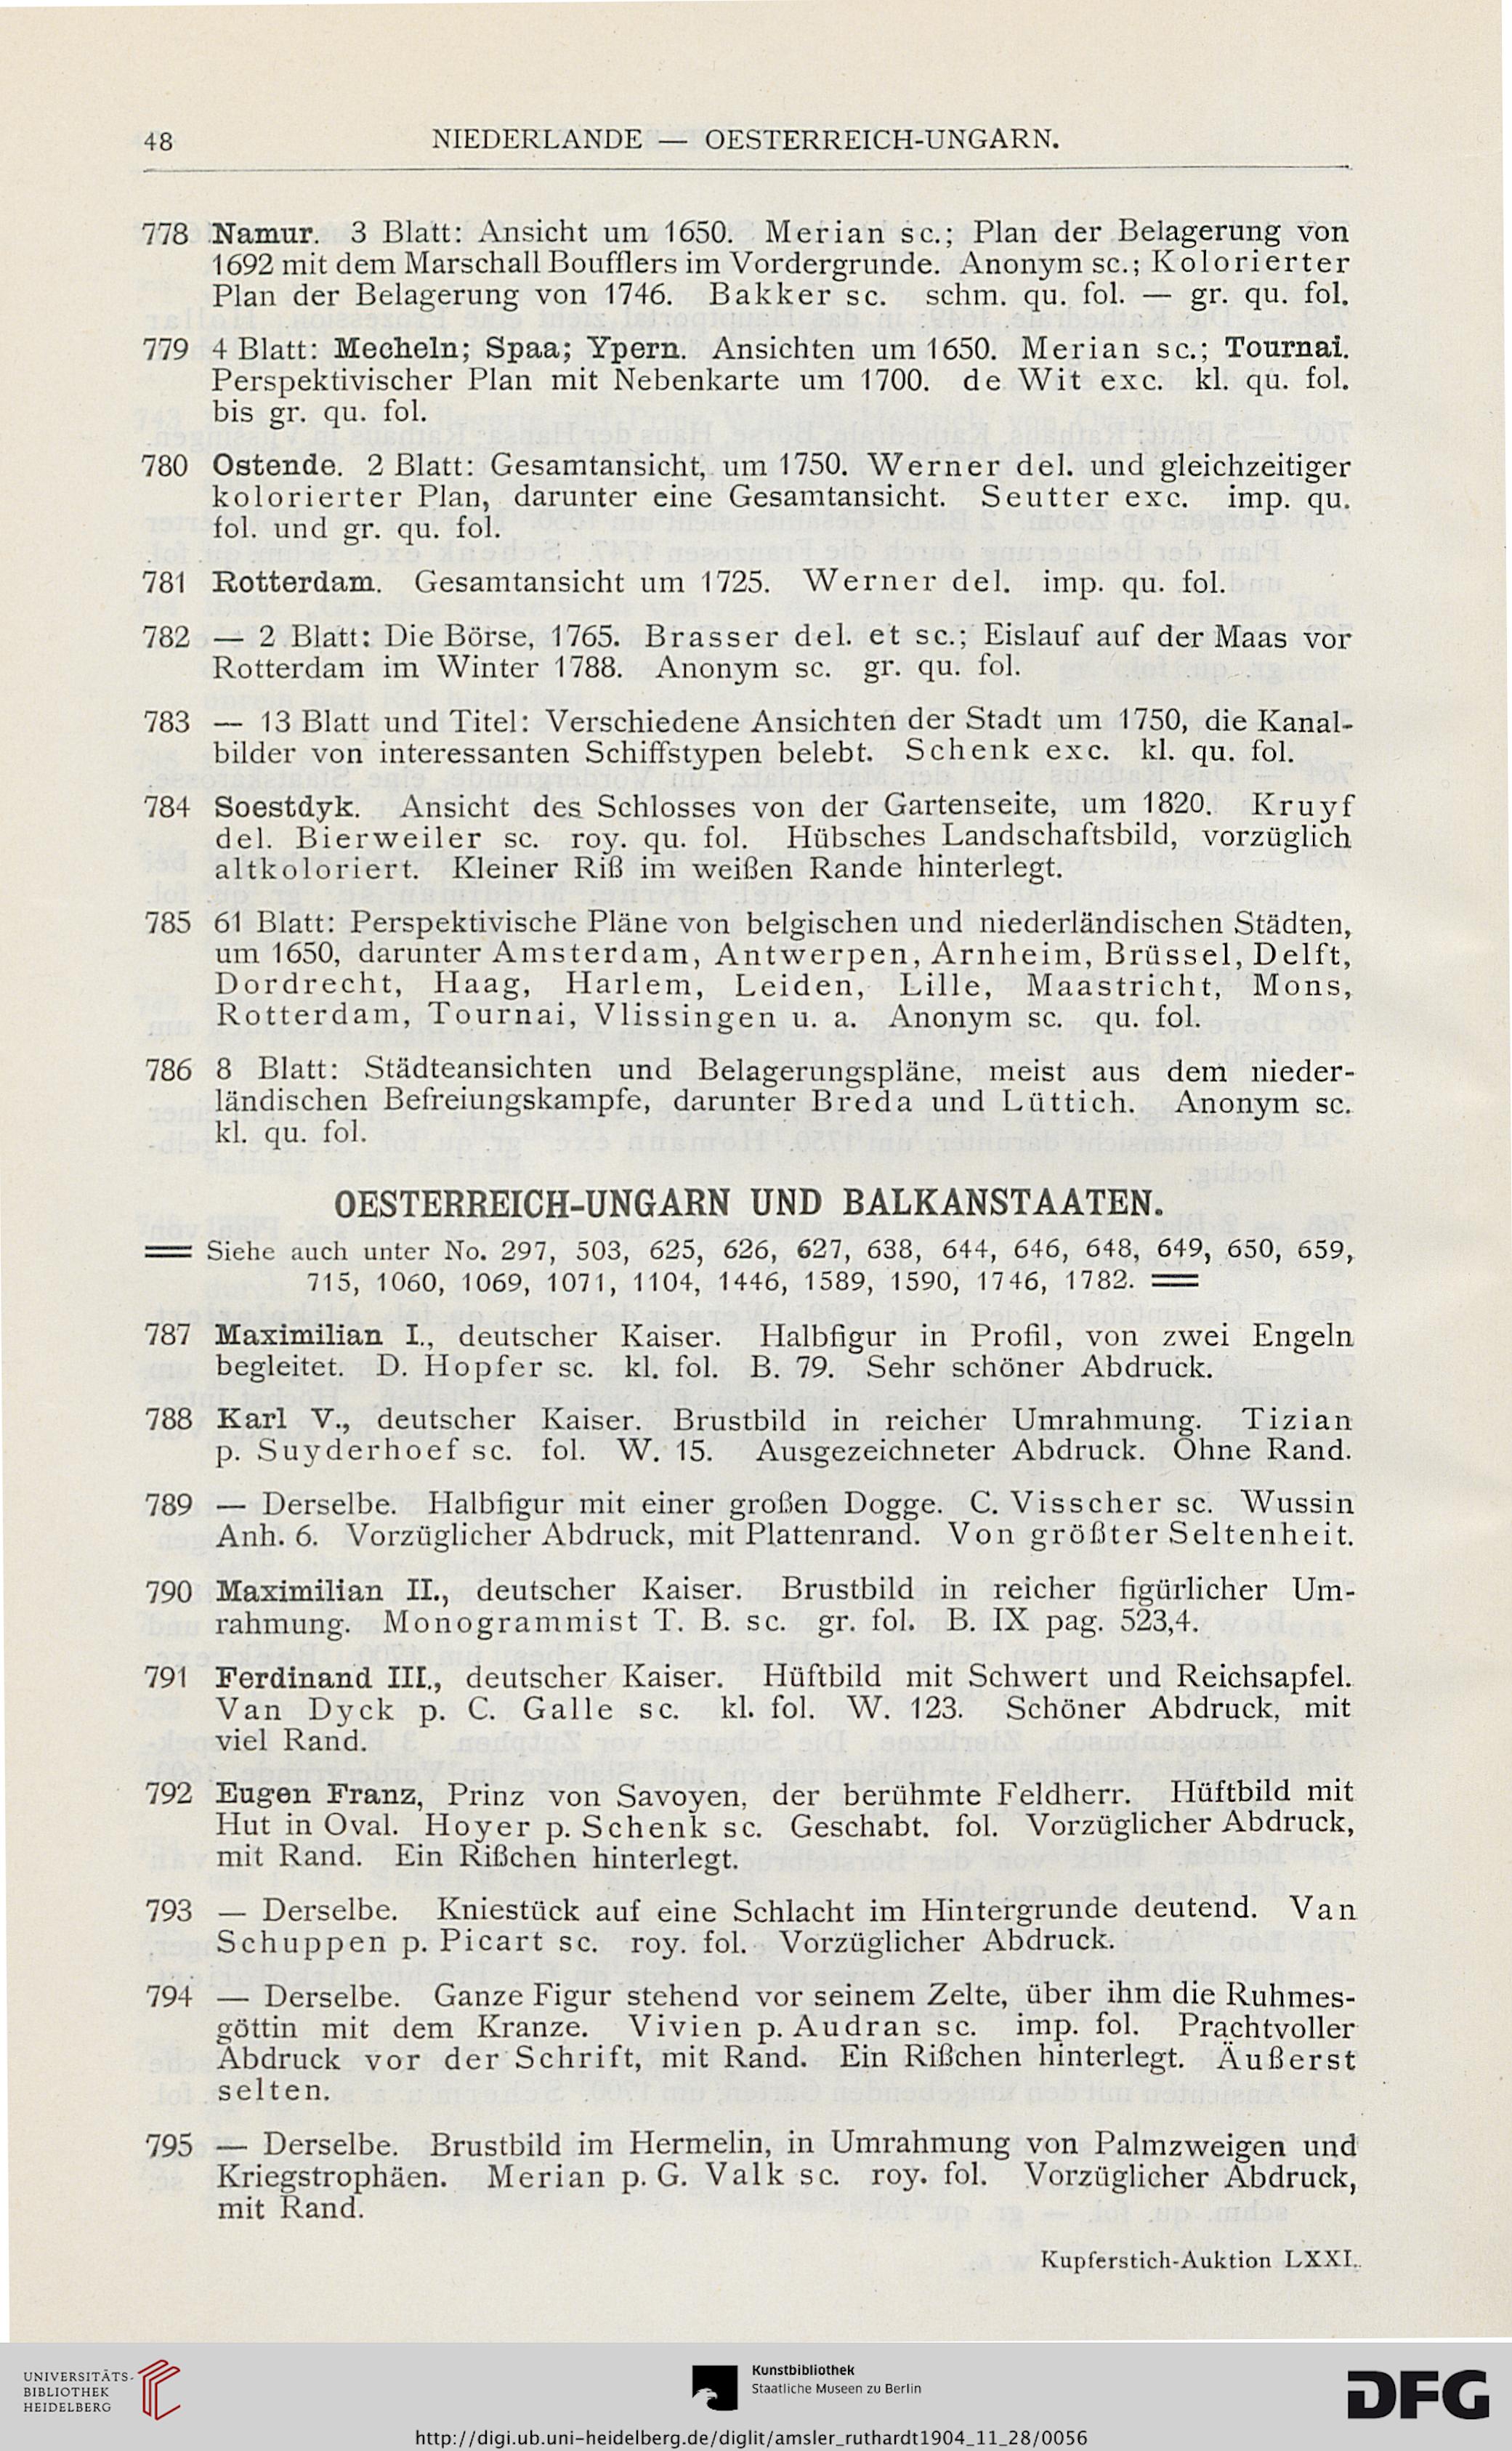 48 NIEDERLANDE — OESTERREICH-UNGARN.
778 Namur. 3 Blatt: Ansicht um 1650. Merian sc.; Plan der Belagerung von
1692 mit dem Marschall Boufflers im Vordergrunde. Anonym sc.; Kolorierter
Plan der Belagerung von 1746. Bakker sc. schm. qu. fol. — gr. qu. fol.
779 4 Blatt: Mecheln; Spaa; Ypern. Ansichten um 1650. Merian sc.; Tournai.
Perspektivischer Plan mit Nebenkarte um 1700. de Wit exc. kl. qu. fol.
bis gr. qu. fol.
780 Ostende. 2 Blatt: Gesamtansicht, um 1750. Werner del. und gleichzeitiger
kolorierter Plan, darunter eine Gesamtansicht. Seutter exc. imp. qu.
fol. und gr. qu. fol.
781 Rotterdam. Gesamtansicht um 1725. Werner del. imp. qu. fol.
782 — 2 Blatt: Die Börse, 1765. Brasser del. et sc.; Eislauf auf der Maas vor
Rotterdam im Winter 1788. Anonym sc. gr. qu. fol.
783 — 13 Blatt und Titel: Verschiedene Ansichten der Stadt um 1750, die Kanal-
bilder von interessanten Schiffstypen belebt. Schenk exc. kl. qu. fol.
784 Soestdyk. Ansicht des Schlosses von der Gartenseite, um 1820. Kruyf
del. Bierweiler sc. roy. qu. fol. Hübsches Landschaftsbild, vorzüglich
altkoloriert. Kleiner Riß im weißen Rande hinterlegt.
785 61 Blatt: Perspektivische Pläne von belgischen und niederländischen Städten,
um 1650, darunter Amsterdam, Antwerpen, Arnheim, Brüssel, Delft,
Dordrecht, Haag, Harlem, Leiden, Lille, Maastricht, Mons,
Rotterdam, Tournai, Vlissingen u. a. Anonym sc. qu. fol.
786 8 Blatt: Städteansichten und Belagerungspläne, meist aus dem nieder-
ländischen Befreiungskampfe, darunter Breda und Lüttich. Anonym sc.
kl. qu. fol.
OESTERREICH-UNGARN UND BALKANSTAATEN.
Siehe auch unter No. 297, 503, 625, 626, 627, 638, 644, 646, 648, 649, 650, 659,
715, 1060, 1069, 1071, 1104, 1446, 1589, 1590, 1746, 1782.
787 Maximilian I., deutscher Kaiser. Halbfigur in Profil, von zwei Engeln
begleitet. D. Hopfer sc. kl. fol. B. 79. Sehr schöner Abdruck.
788 Karl V., deutscher Kaiser. Brustbild in reicher Umrahmung. Tizian
p. Suyderhoef sc. fol. W. 15. Ausgezeichneter Abdruck. Ohne Rand.
789 — Derselbe. Halbfigur mit einer großen Dogge. C. Visscher sc. Wussin
Anh. 6. Vorzüglicher Abdruck, mit Plattenrand. Von größter Seltenheit.
790 Maximilian II., deutscher Kaiser. Brustbild in reicher figürlicher Um-
rahmung. Monogrammist T. B. sc. gr. fol. B. IX pag. 523,4.
791 Ferdinand III., deutscher Kaiser. Hüftbild mit Schwert und Reichsapfel.
Van Dyck p. C. Galle sc. kl. fol. W. 123. Schöner Abdruck, mit
viel Rand.
792 Eugen Franz, Prinz von Savoyen, der berühmte Feldherr. Hüftbild mit
Hut in Oval. Hoyer p. Schenk sc. Geschabt. fol. Vorzüglicher Abdruck,
mit Rand. Ein Rißchen hinterlegt.
793 — Derselbe. Kniestück auf eine Schlacht im Hintergrunde deutend. Van
Schuppen p. Picart sc. roy. fol. Vorzüglicher Abdruck.
794 — Derselbe. Ganze Figur stehend vor seinem Zelte, über ihm die Ruhmes-
göttin mit dem Kranze. Vivien p. Audran sc. imp. fol. Prachtvoller
Abdruck vor der Schrift, mit Rand. Ein Rißchen hinterlegt. Äußerst
selten.
795 — Derselbe. Brustbild im Hermelin, in Umrahmung von Palmzweigen und
Kriegstrophäen. Merian p. G. Valk sc. roy. fol. Vorzüglicher Abdruck,
mit Rand.
Kupferstich-Auktion LXXI.
UNIVERSITÄTS-
BIBLIOTHEK
HEIDELBERG
Kunstbibliothek
Staatliche Museen zu Berlin
DFG
http://digi.ub.uni-heidelberg.de/diglit/amsler_ruthardt1904_11_28/0056